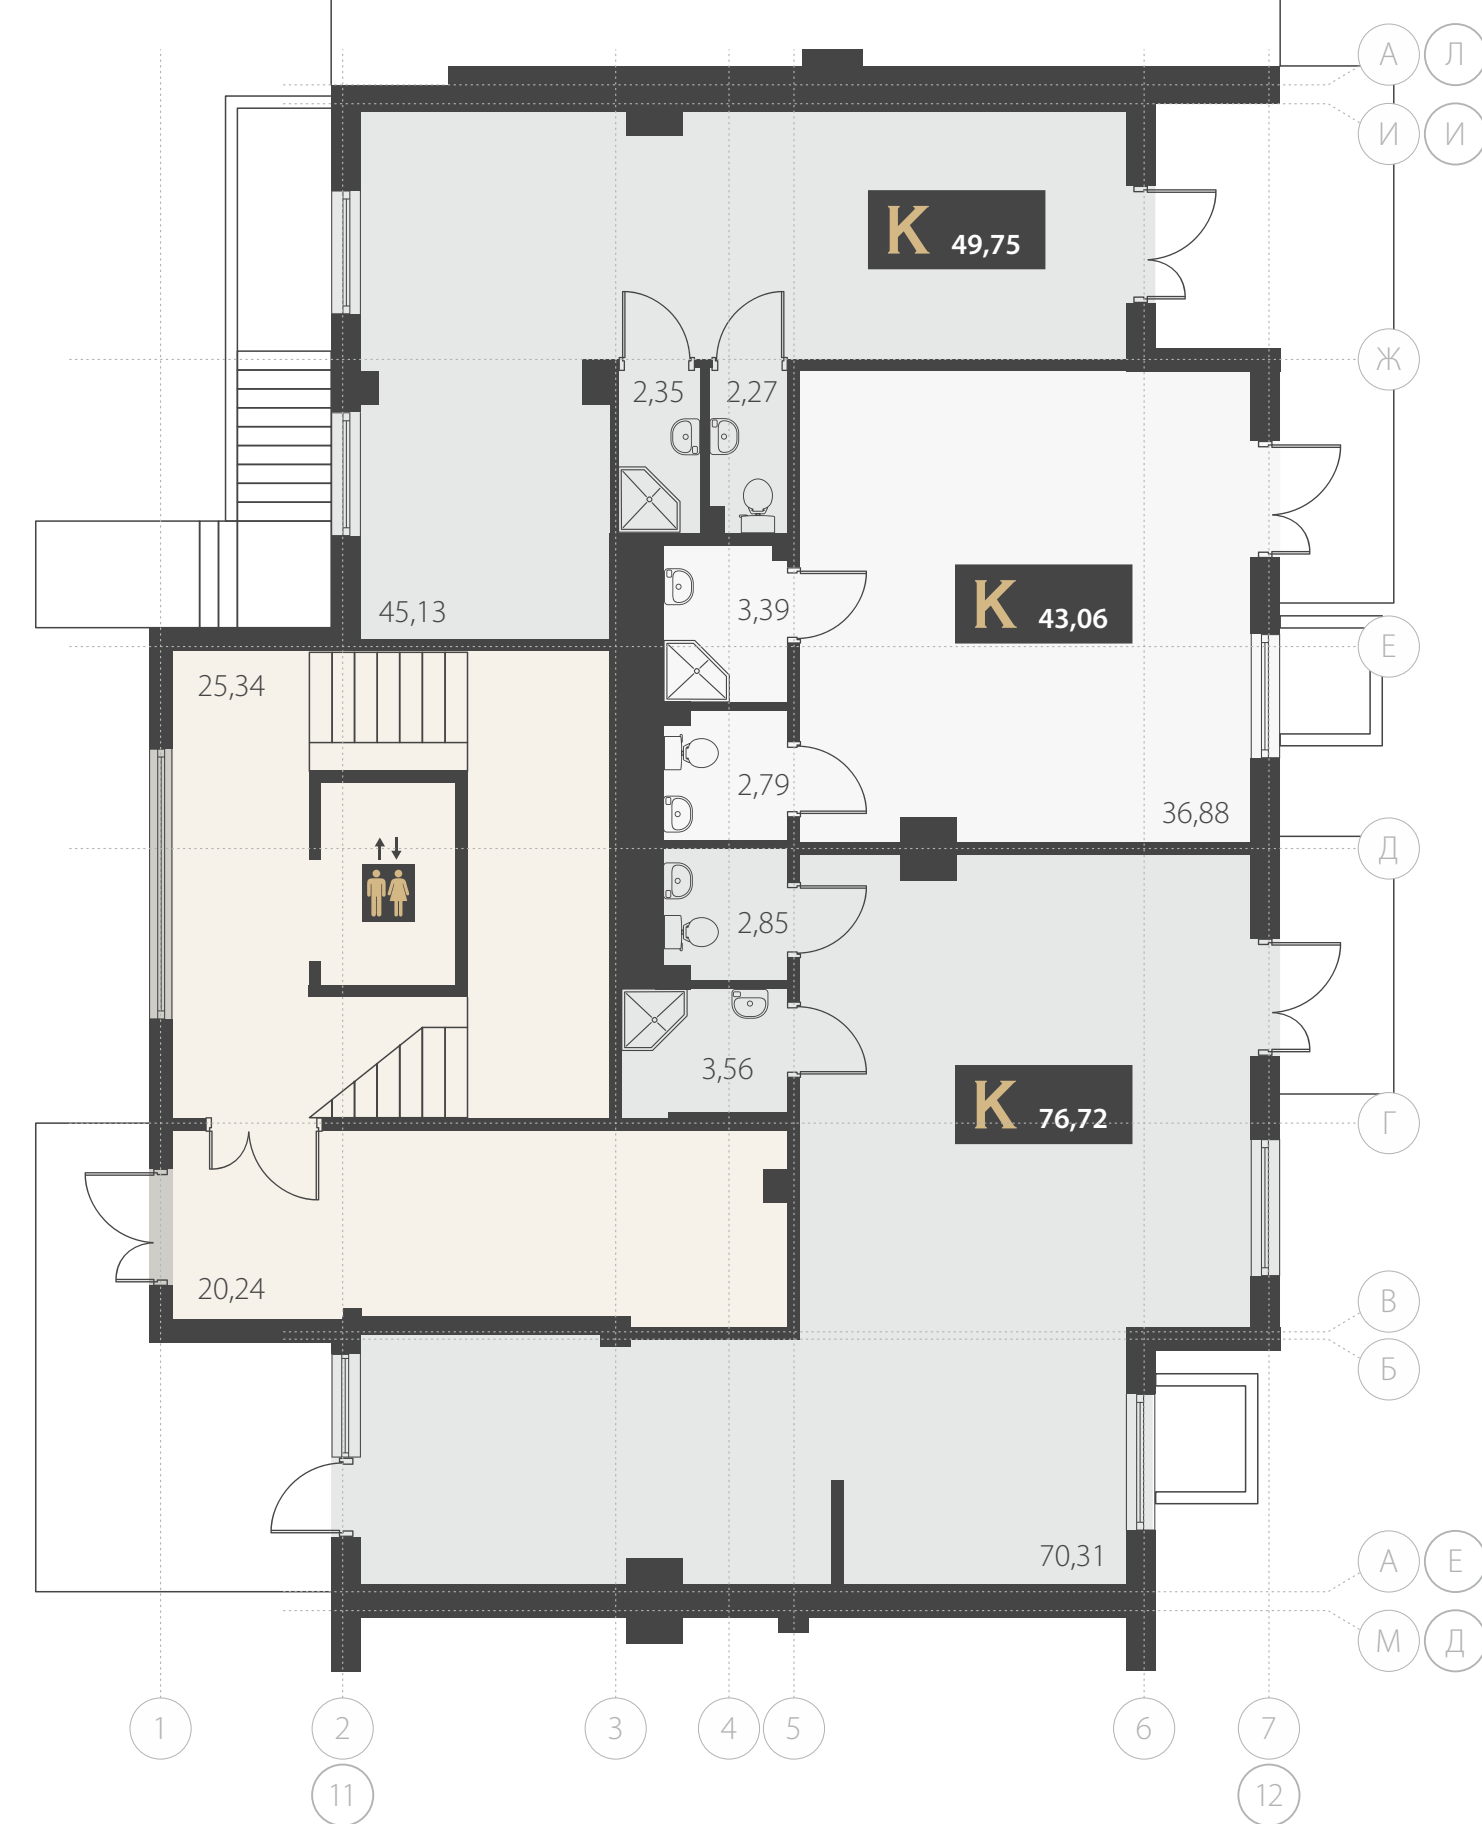 А Л
И И
К 49,75
Ж
2,35 2,27
45,13
3,39
К 43,06
Е
25,34
2,79
36,88
Д
2,85
3,56
К 76,72
Г
20,24
В
Б
70,31
А Е
М Д
1 2 3 4 5 6 7
11 12